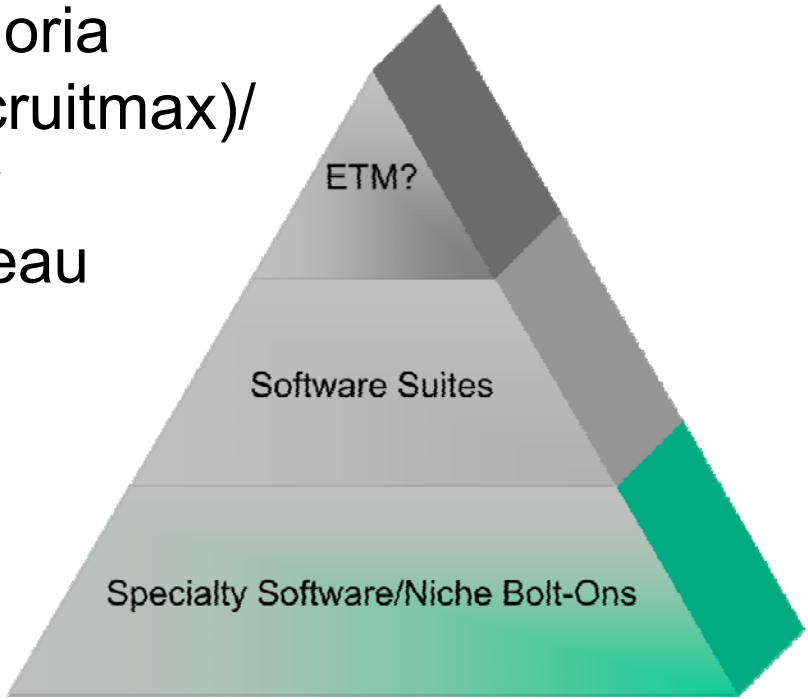 oria
cruitmax)/
eau
ETM?
Software Suites
Specialty Software/Niche Bolt-Ons